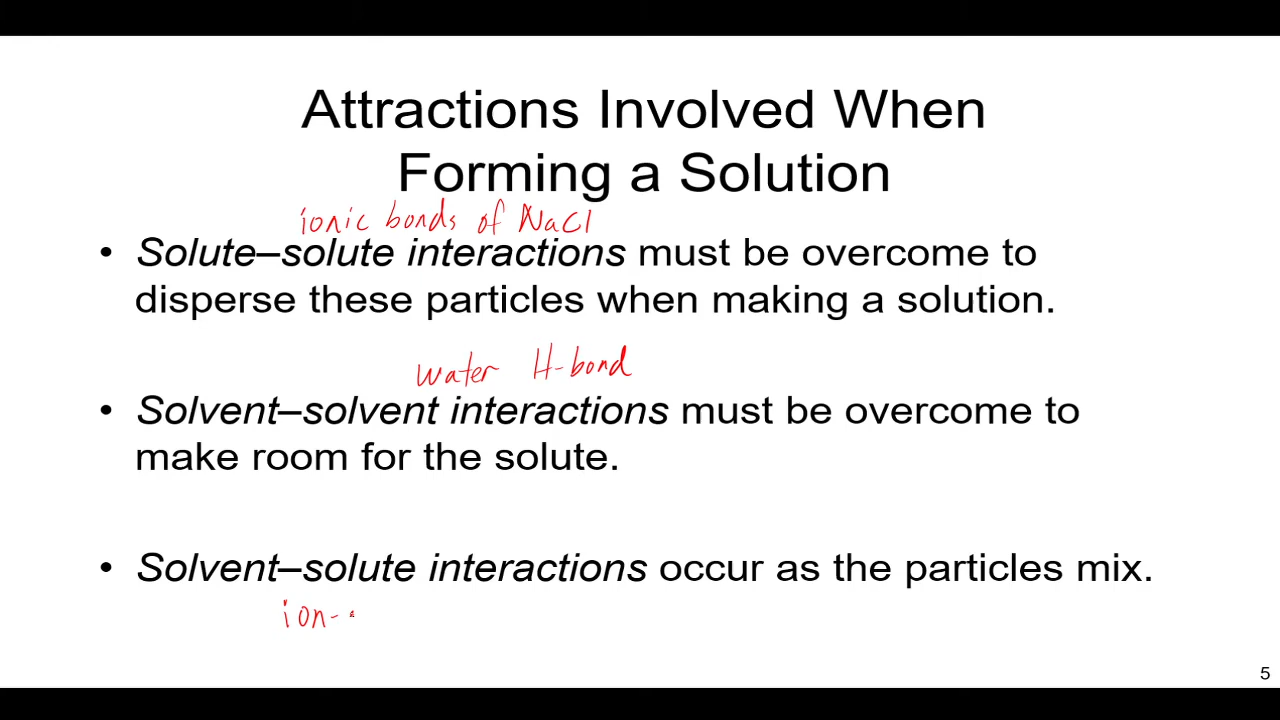 Attractions Involved When
Forming a Solution
ionic bonds of NaCl
• Solute–solute interactions must be overcome to
disperse these particles when making a solution.
water H-bond
• Solvent–solvent interactions must be overcome to
make room for the solute.
• Solvent–solute interactions occur as the particles mix.
ion-
5